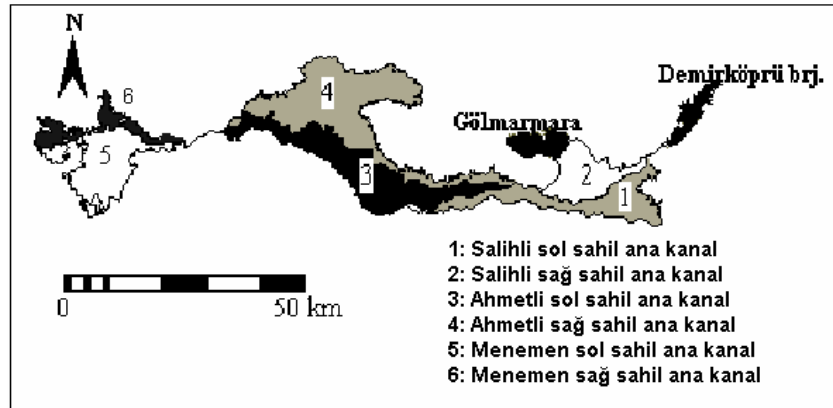 N
6
4
Demirköprü brj.
Gölmarmara
5
3
2
1
1: Salihli sol sahil ana kanal
2: Salihli sağ sahil ana kanal
3: Ahmetli sol sahil ana kanal
4: Ahmetli sağ sahil ana kanal
5: Menemen sol sahil ana kanal
6: Menemen sağ sahil ana kanal
0 50 km